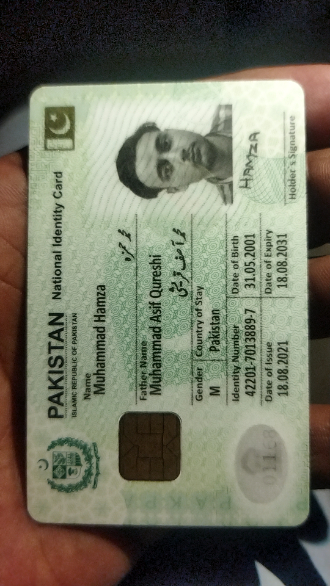 PAKISTAN National Identity Card
ISLAMIC REPUBLIC OF PAKISTAN
Name
Muhammad Hamza
محمد حمزہ
Father Name
Muhammad Asif Qureshi
محمد آصف قریشی
Gender Country of Stay
M Pakistan
Identity Number Date of Birth
42201-7013889-7 31.05.2001
Date of Issue Date of Expiry
18.08.2021 18.08.2031
HAMZA
Holder's Signature